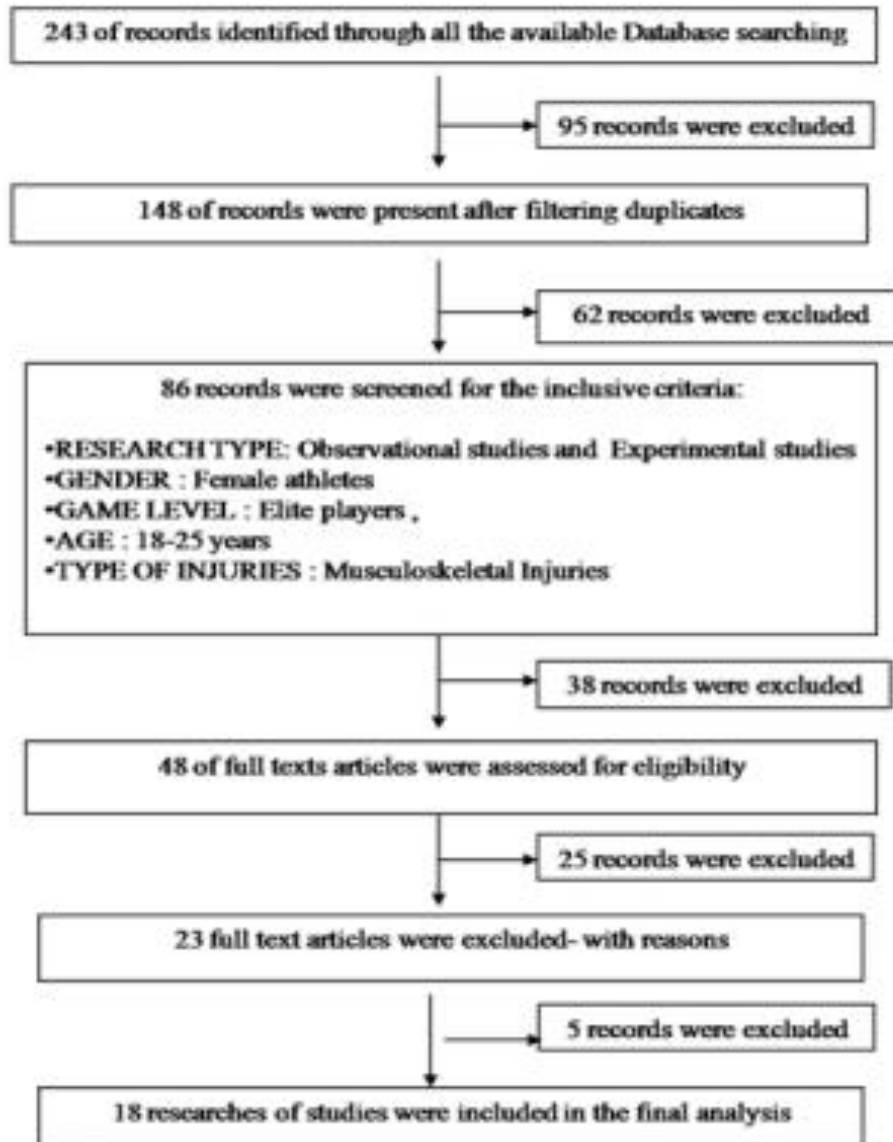 243 of records identified through all the available Database searching
95 records were excluded
148 of records were present after filtering duplicates
62 records were excluded
86 records were screened for the inclusive criteria:
•RESEARCH TYPE: Observational studies and Experimental studies
•GENDER : Female athletes
•GAME LEVEL : Elite players ,
•AGE : 18-25 years
•TYPE OF INJURIES : Musculoskeletal Injuries
38 records were excluded
48 of full texts articles were assessed for eligibility
25 records were excluded
23 full text articles were excluded- with reasons
5 records were excluded
18 researches of studies were included in the final analysis